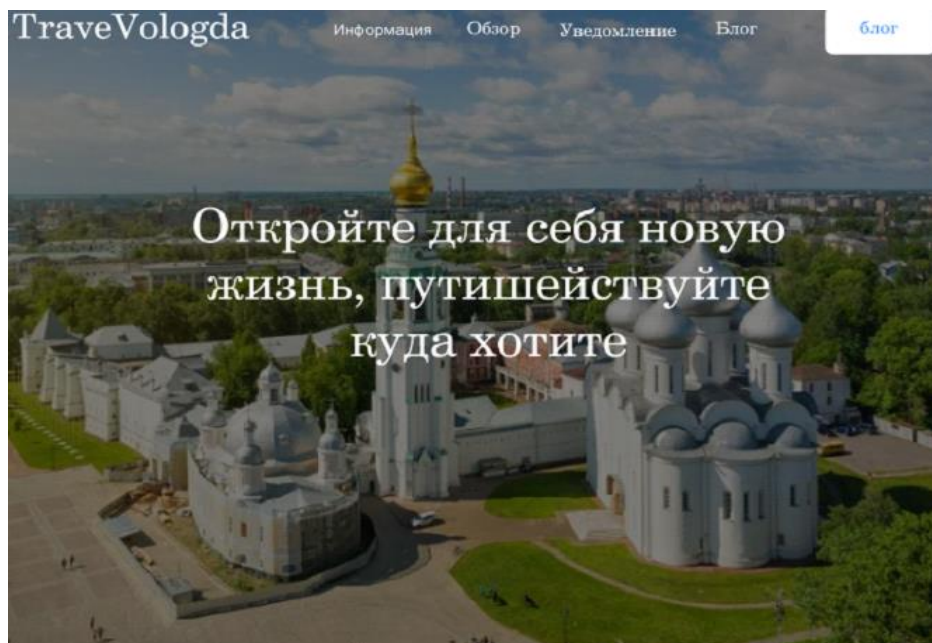 TraveVologda
Информация Обзор Уведомление Блог блог
Откройте для себя новую
жизнь, путишействуйте
куда хотите